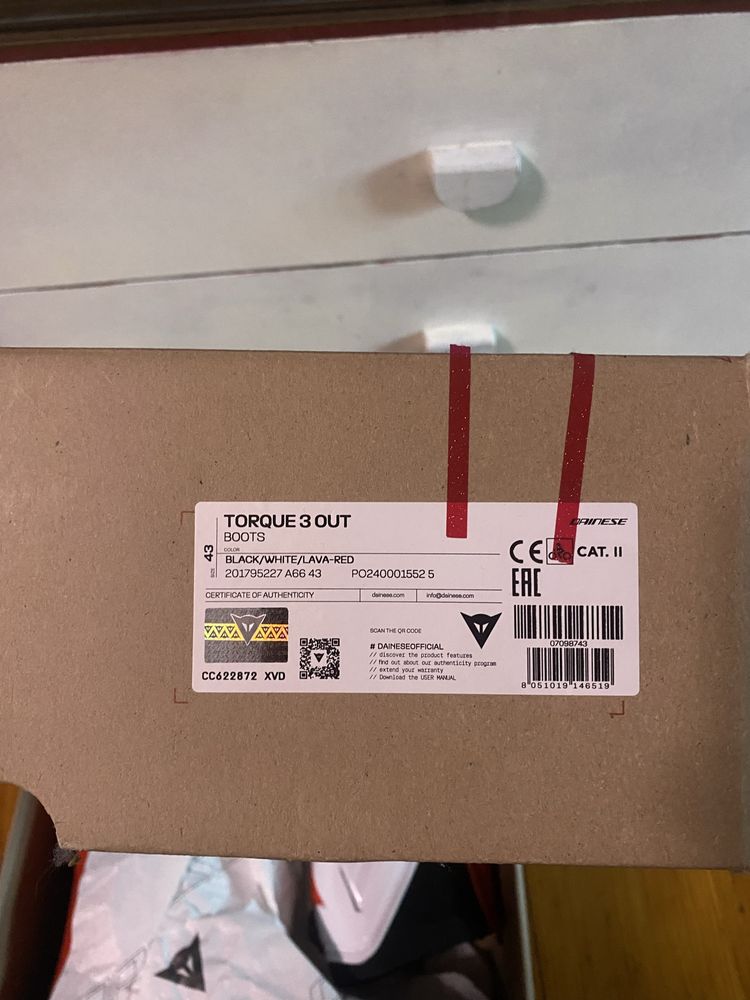 TORQUE 3 OUT
BOOTS
DAINESE
43
SIZE
COLOR
BLACK/WHITE/LAVA-RED
201795227 A66 43 PO240001552 5
CE CAT. II
EAC
CERTIFICATE OF AUTHENTICITY dainese.com info@dainese.com
SCAN THE QR CODE
# DAINESEOFFICIAL
// discover the product features
// find out about our authenticity program
// extend your warranty
// Download the USER MANUAL
CC622872 XVD
07098743
8 051019 146519